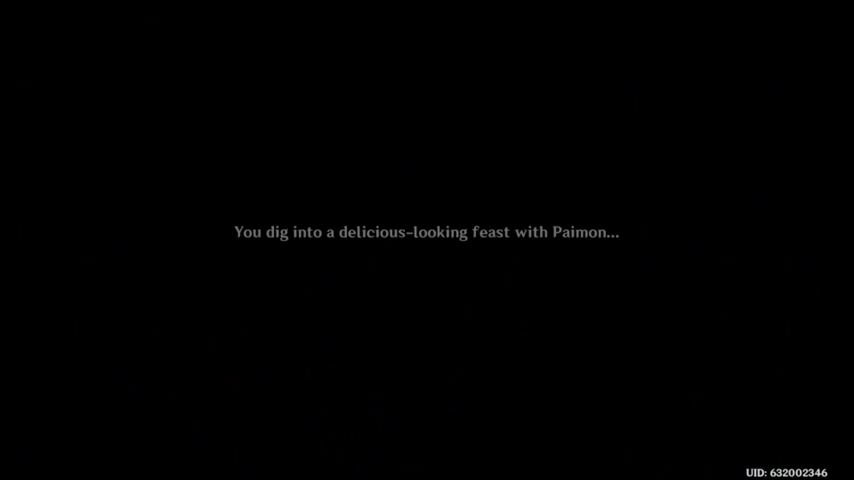 You dig into a delicious-looking feast with Paimon...
UID: 632002346